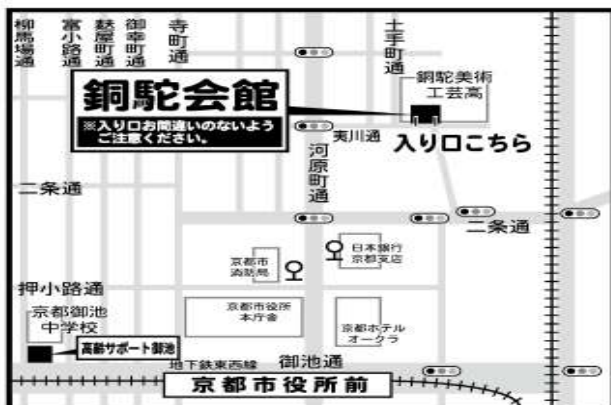 柳馬場通
富小路通
麸屋町通
御幸町通
寺町通
土手町通
銅駝美術
工芸高
銅駝会館
※入り口お間違いのないよう
ご注意ください。
夷川通
入り口こちら
河原町通
二条通
二条通
京都市
消防局
日本銀行
京都支店
押小路通
京都御池
中学校
京都市役所
本庁舎
京都ホテル
オークラ
高齢サポート御池
地下鉄東西線
御池通
京都市役所前